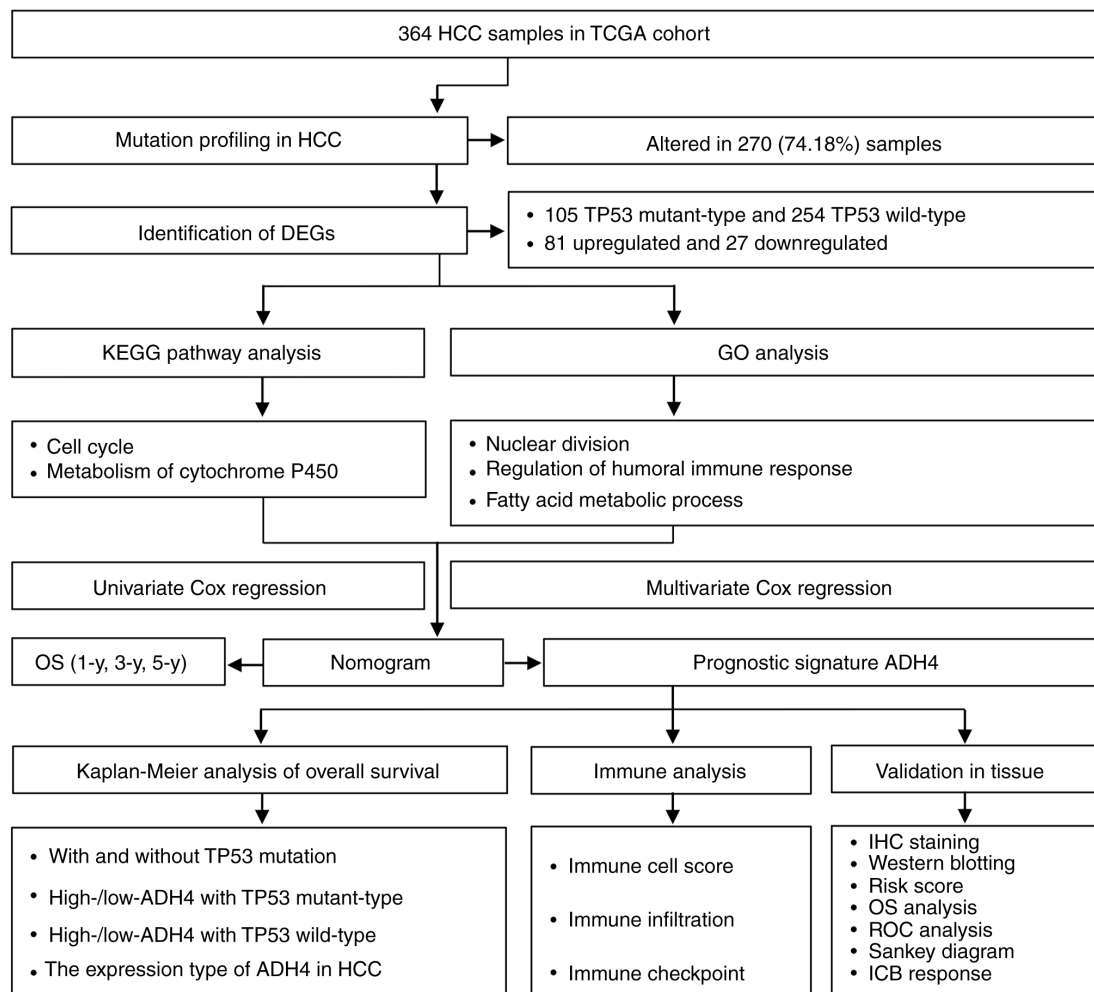 364 HCC samples in TCGA cohort
Mutation profiling in HCC
Altered in 270 (74.18%) samples
Identification of DEGs
• 105 TP53 mutant-type and 254 TP53 wild-type
• 81 upregulated and 27 downregulated
KEGG pathway analysis
GO analysis
• Cell cycle
• Metabolism of cytochrome P450
• Nuclear division
• Regulation of humoral immune response
• Fatty acid metabolic process
Univariate Cox regression
Multivariate Cox regression
OS (1-y, 3-y, 5-y)
Nomogram
Prognostic signature ADH4
Kaplan-Meier analysis of overall survival
Immune analysis
Validation in tissue
• With and without TP53 mutation
• High-/low-ADH4 with TP53 mutant-type
• High-/low-ADH4 with TP53 wild-type
• The expression type of ADH4 in HCC
• Immune cell score
• Immune infiltration
• Immune checkpoint
• IHC staining
• Western blotting
• Risk score
• OS analysis
• ROC analysis
• Sankey diagram
• ICB response